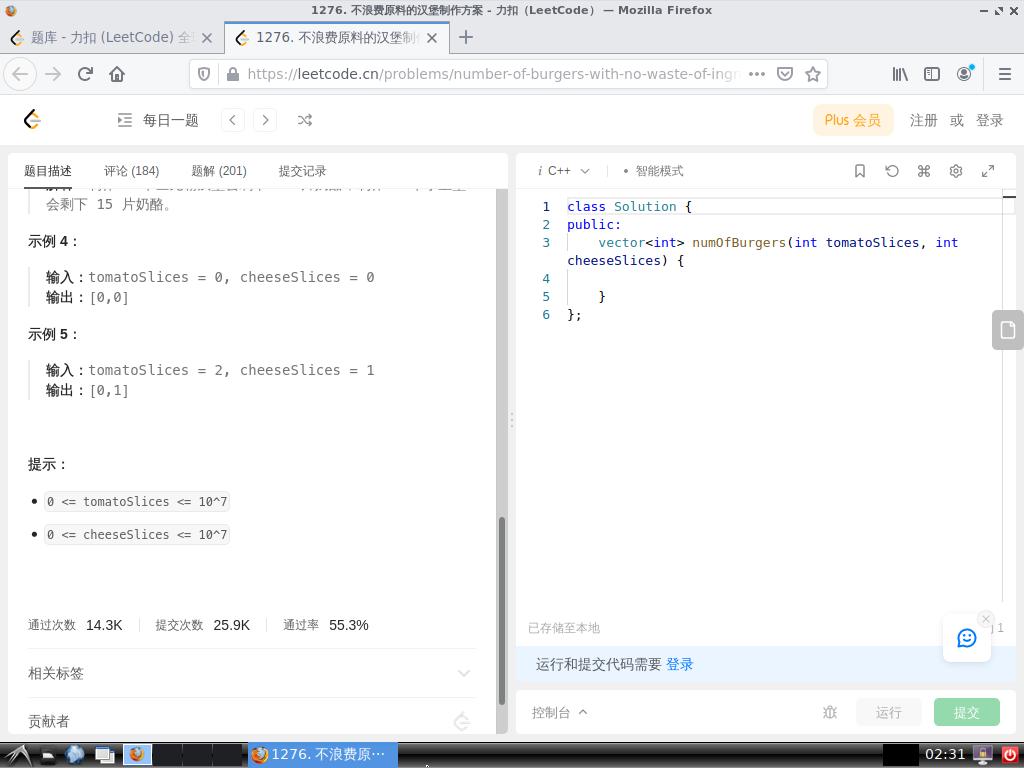 1276. 不浪费原料的汉堡制作方案 - 力扣（LeetCode） — Mozilla Firefox
题库 - 力扣 (LeetCode) 全
1276. 不浪费原料的汉堡制
https://leetcode.cn/problems/number-of-burgers-with-no-waste-of-ingr
每日一题
Plus 会员
注册 或 登录
题目描述 评论 (184) 题解 (201) 提交记录
会剩下 15 片奶酪。
示例 4：
输入：tomatoSlices = 0, cheeseSlices = 0
输出：[0,0]
示例 5：
输入：tomatoSlices = 2, cheeseSlices = 1
输出：[0,1]
提示：
• 0 <= tomatoSlices <= 10^7
• 0 <= cheeseSlices <= 10^7
通过次数 14.3K 提交次数 25.9K 通过率 55.3%
相关标签
贡献者
i C++ • 智能模式
1 class Solution {
2 public:
3 vector<int> numOfBurgers(int tomatoSlices, int
cheeseSlices) {
4
5 }
6 };
已存储至本地
1
运行和提交代码需要 登录
控制台
运行
提交
1276. 不浪费原…
02:31